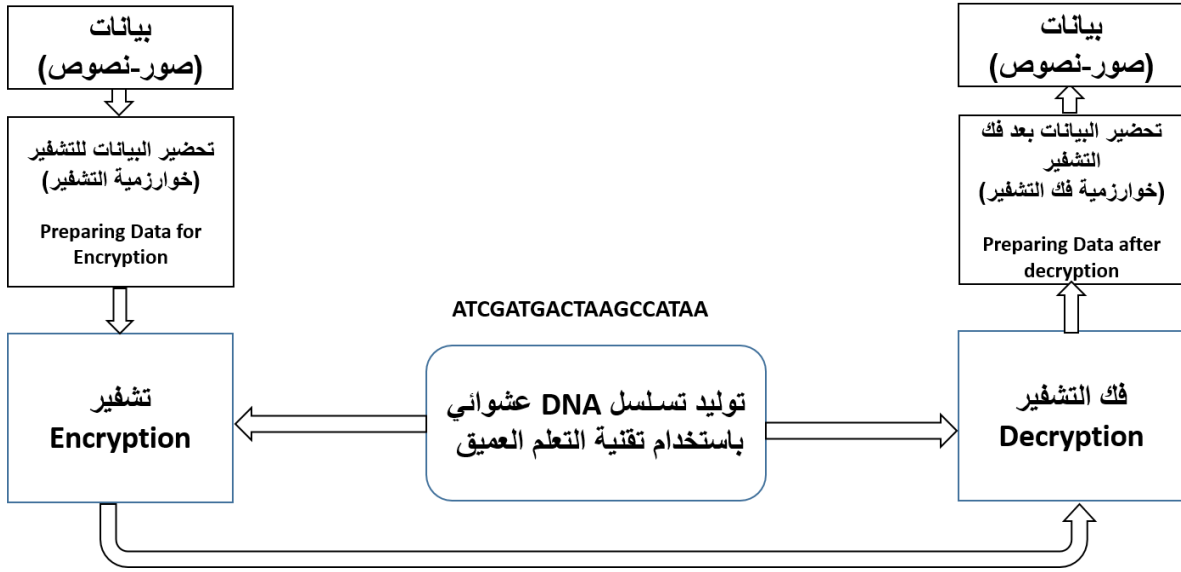 بيانات
(صور-نصوص)
تحضير البيانات للتشفير
(خوارزمية التشفير)
Preparing Data for
Encryption
تشفير
Encryption
ATCGATGACTAAGCCATAA
توليد تسلسل DNA عشوائي
باستخدام تقنية التعلم العميق
بيانات
(صور-نصوص)
تحضير البيانات بعد فك
التشفير
(خوارزمية فك التشفير)
Preparing Data after
decryption
فك التشفير
Decryption